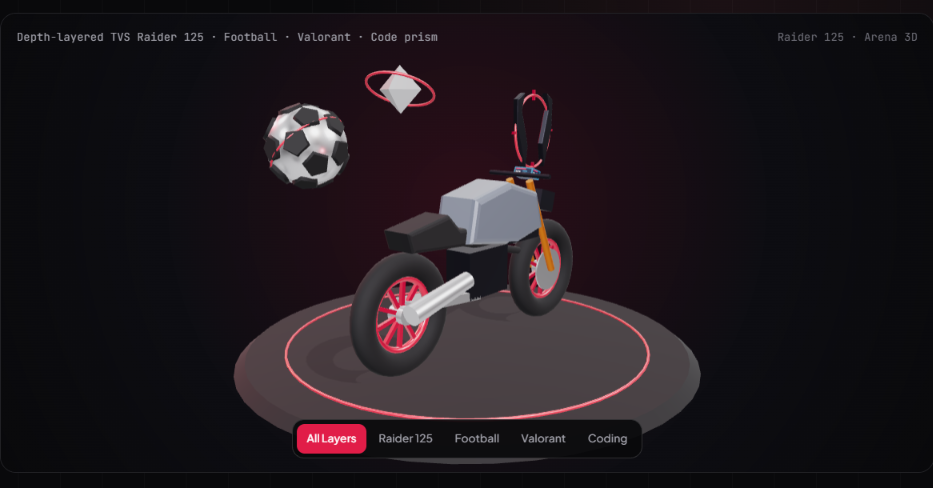 Depth-layered TVS Raider 125 · Football · Valorant · Code prism
Raider 125 · Arena 3D
All Layers
Raider 125
Football
Valorant
Coding